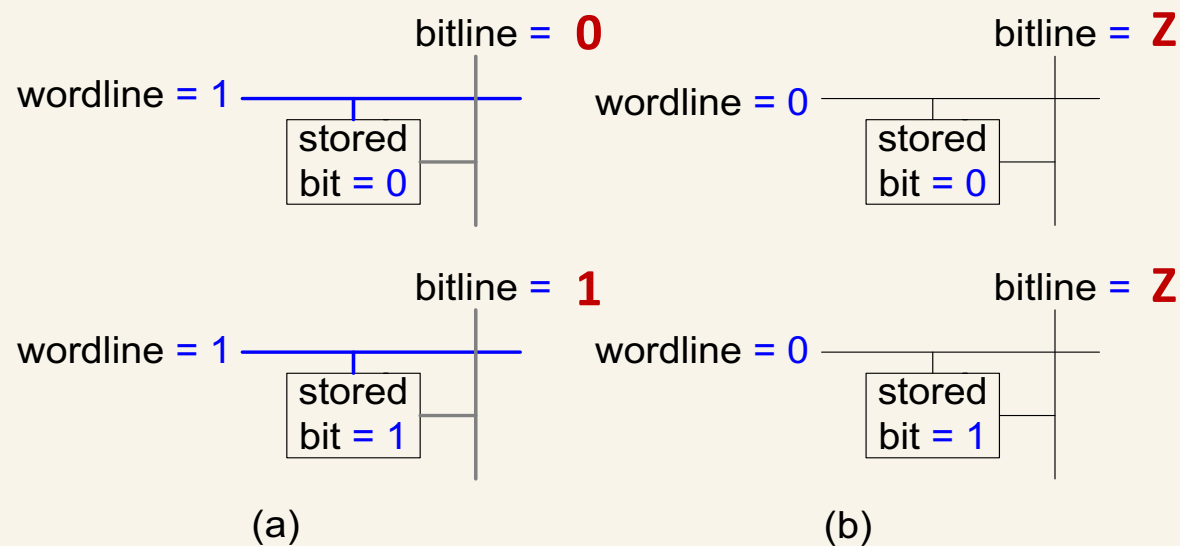 bitline = 0
wordline = 1
stored
bit = 0
bitline = Z
wordline = 0
stored
bit = 0
bitline = 1
wordline = 1
stored
bit = 1
bitline = Z
wordline = 0
stored
bit = 1
(a)
(b)